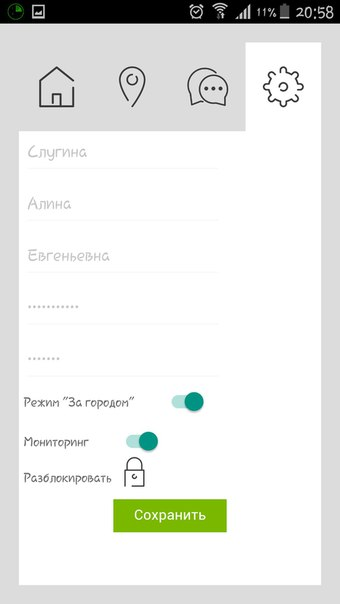 11% 20:58
Слугина
Алина
Евгеньевна
...........
.......
Режим "За городом"
Мониторинг
Разблокировать
Сохранить